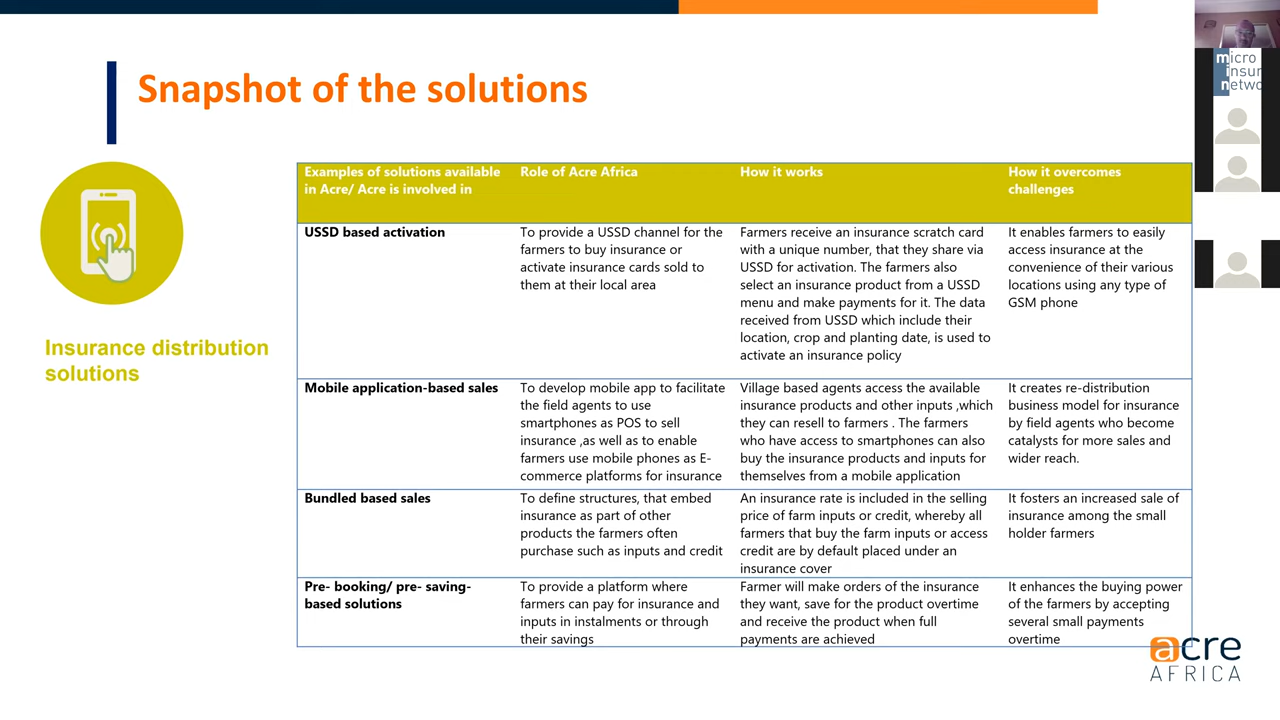 Snapshot of the solutions
micro
insur
netwo
Insurance distribution
solutions
Examples of solutions available
in Acre/ Acre is involved in
Role of Acre Africa
How it works
How it overcomes
challenges
USSD based activation
To provide a USSD channel for the
farmers to buy insurance or
activate insurance cards sold to
them at their local area
Farmers receive an insurance scratch card
with a unique number, that they share via
USSD for activation. The farmers also
select an insurance product from a USSD
menu and make payments for it. The data
received from USSD which include their
location, crop and planting date, is used to
activate an insurance policy
It enables farmers to easily
access insurance at the
convenience of their various
locations using any type of
GSM phone
Mobile application-based sales
To develop mobile app to facilitate
the field agents to use
smartphones as POS to sell
insurance ,as well as to enable
farmers use mobile phones as E-
commerce platforms for insurance
Village based agents access the available
insurance products and other inputs ,which
they can resell to farmers . The farmers
who have access to smartphones can also
buy the insurance products and inputs for
themselves from a mobile application
It creates re-distribution
business model for insurance
by field agents who become
catalysts for more sales and
wider reach.
Bundled based sales
To define structures, that embed
insurance as part of other
products the farmers often
purchase such as inputs and credit
An insurance rate is included in the selling
price of farm inputs or credit, whereby all
farmers that buy the farm inputs or access
credit are by default placed under an
insurance cover
It fosters an increased sale of
insurance among the small
holder farmers
Pre- booking/ pre- saving-
based solutions
To provide a platform where
farmers can pay for insurance and
inputs in instalments or through
their savings
Farmer will make orders of the insurance
they want, save for the product overtime
and receive the product when full
payments are achieved
It enhances the buying power
of the farmers by accepting
several small payments
overtime
acre
AFRICA